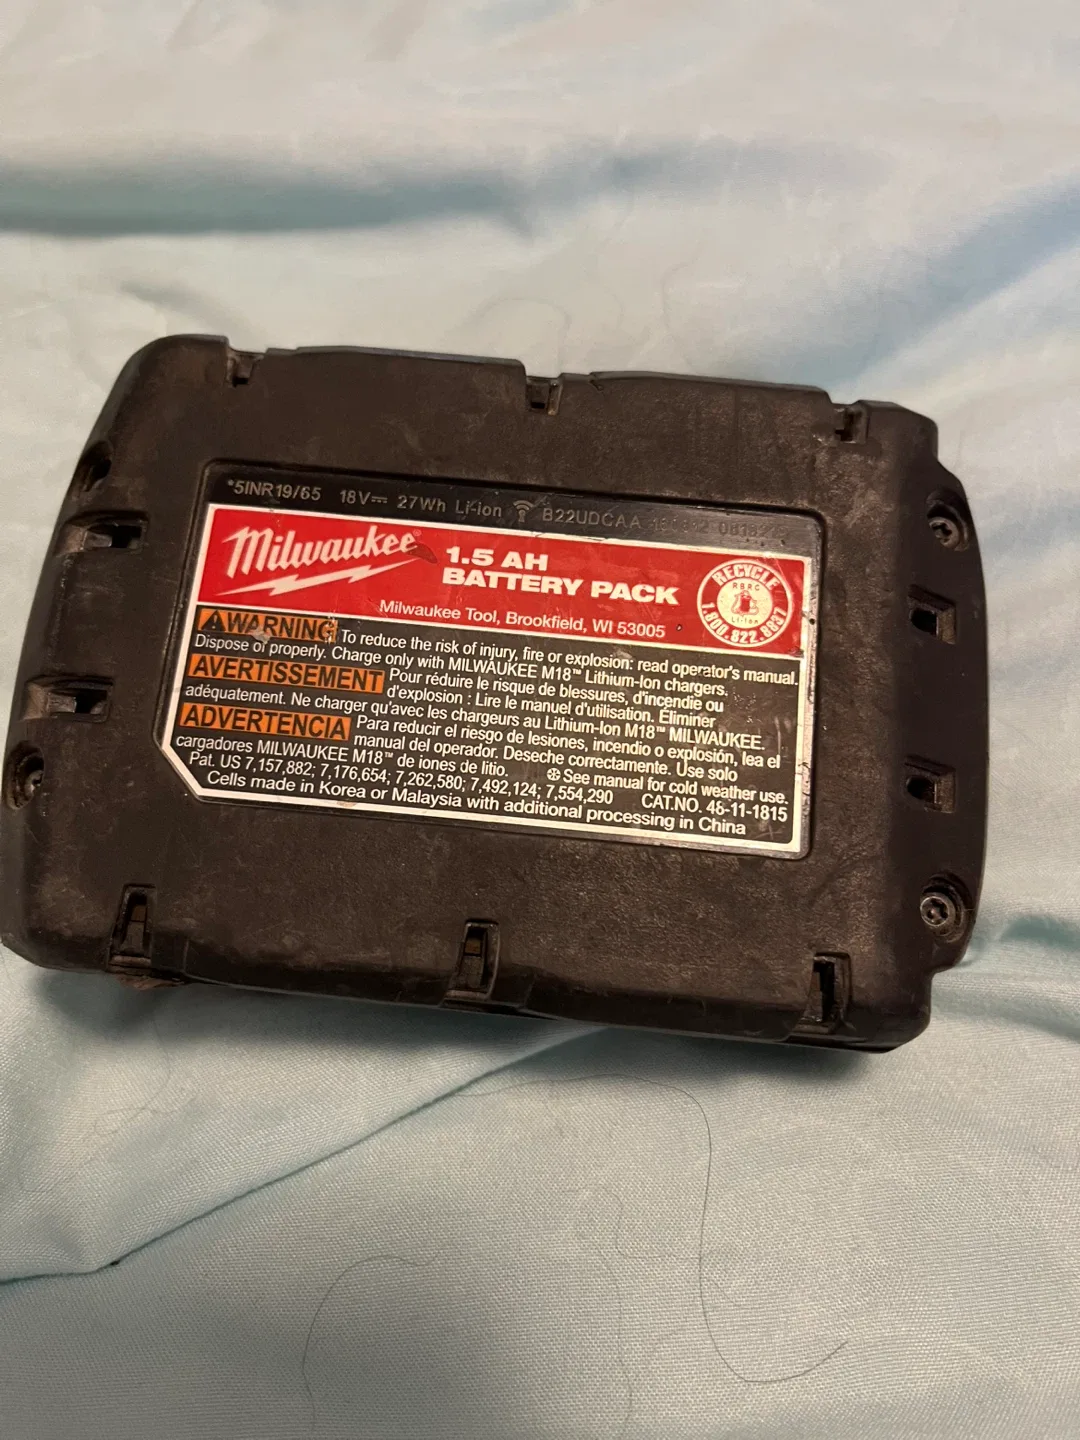 *5INR19/65 18V⎓ 27Wh Li-ion B22UDCAA
Milwaukee®
1.5 AH
BATTERY PACK
Milwaukee Tool, Brookfield, WI 53005
RECYCLE
RBRC
Li-Ion
1.800.822.8837
WARNING To reduce the risk of injury, fire or explosion: read operator's manual.
Dispose of properly. Charge only with MILWAUKEE M18™ Lithium-Ion chargers.
AVERTISSEMENT Pour réduire le risque de blessures, d'incendie ou
d'explosion : Lire le manuel d'utilisation. Éliminer
adéquatement. Ne charger qu'avec les chargeurs au Lithium-Ion M18™ MILWAUKEE.
ADVERTENCIA Para reducir el riesgo de lesiones, incendio o explosión, lea el
manual del operador. Deseche correctamente. Use solo
cargadores MILWAUKEE M18™ de iones de litio. ❄See manual for cold weather use.
Pat. US 7,157,882; 7,176,654; 7,262,580; 7,492,124; 7,554,290 CAT.NO. 48-11-1815
Cells made in Korea or Malaysia with additional processing in China